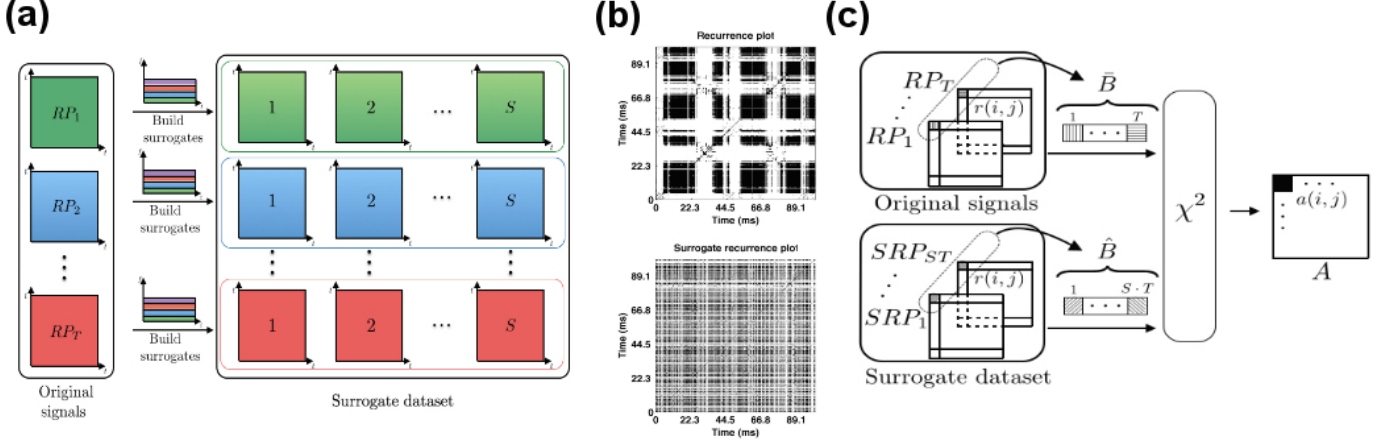 (a)
RP₁
RP₂
RP_T
Original
signals
t
t
Build
surrogates
Build
surrogates
Build
surrogates
1
2
...
S
1
2
...
S
1
2
...
S
Surrogate dataset
(b)
Recurrence plot
Time (ms)
89.1
66.8
44.5
22.3
0
0 22.3 44.5 66.8 89.1
Time (ms)
Surrogate recurrence plot
Time (ms)
89.1
66.8
44.5
22.3
0
0 22.3 44.5 66.8 89.1
Time (ms)
(c)
RP_T
RP₁
r(i, j)
Original signals
B̄
1 ... T
SRP_{ST}
SRP₁
r(i, j)
Surrogate dataset
B̂
1 ... S · T
χ²
a(i, j)
A